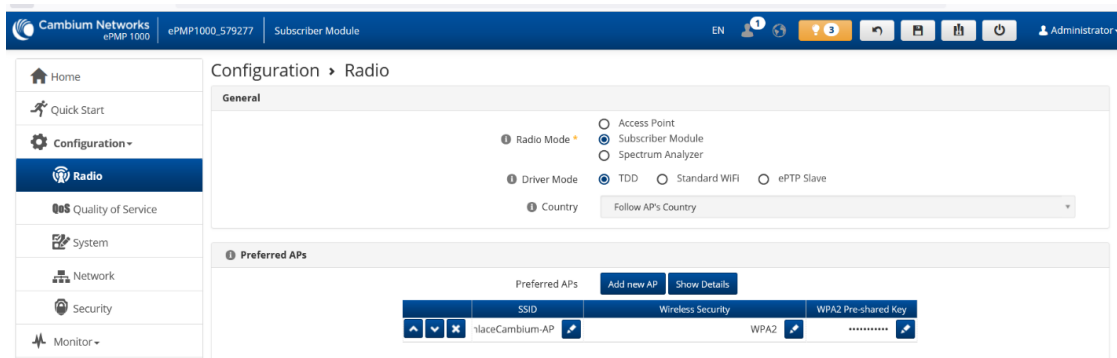 Cambium Networks
ePMP 1000
ePMP1000_579277
Subscriber Module
EN
1
3
Administrator
Home
Quick Start
Configuration
Radio
QoS Quality of Service
System
Network
Security
Monitor
Configuration › Radio
General
Radio Mode *
Access Point
Subscriber Module
Spectrum Analyzer
Driver Mode
TDD Standard WiFi ePTP Slave
Country
Follow AP's Country
Preferred APs
Preferred APs
Add new AP
Show Details
SSID Wireless Security WPA2 Pre-shared Key
laceCambium-AP WPA2 •••••••••••